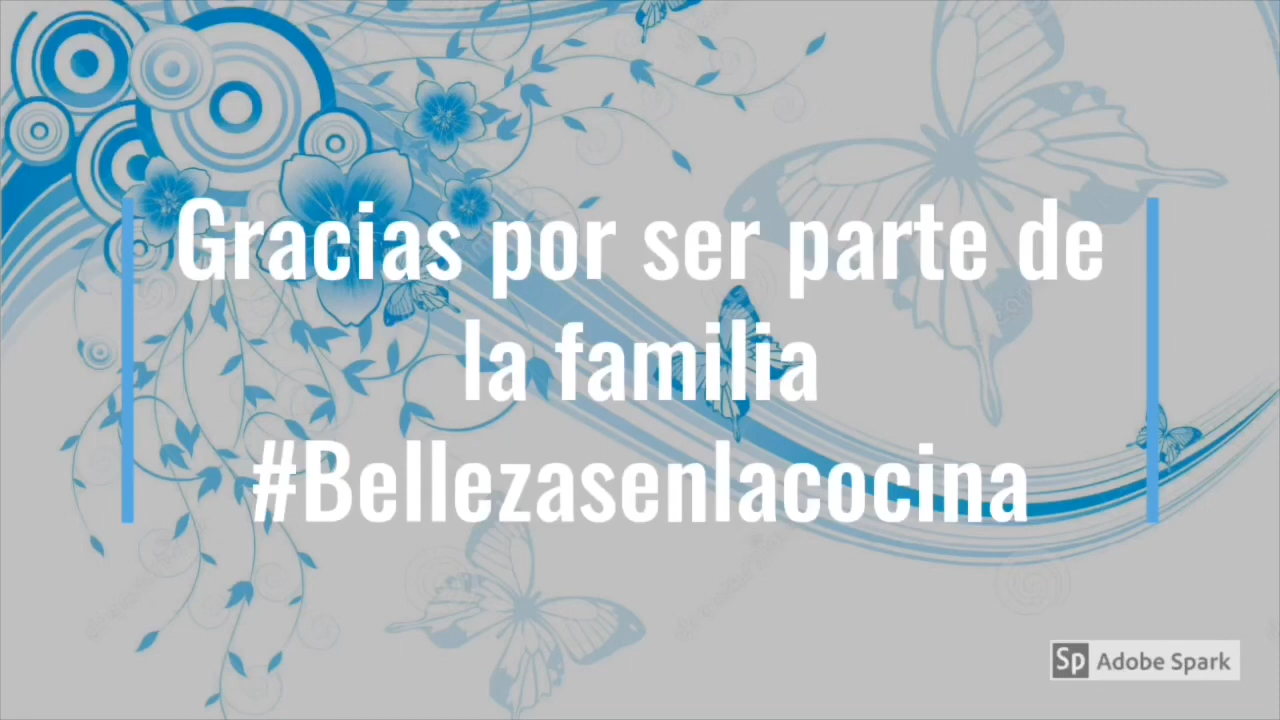 Gracias por ser parte de
la familia
#Bellezasenlacocina
Sp Adobe Spark